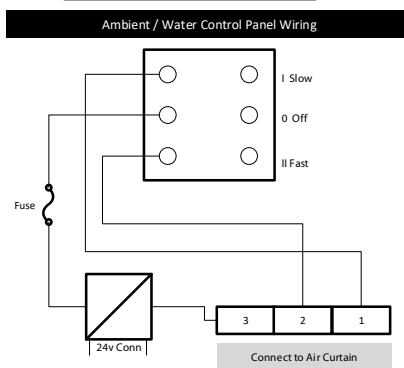 Ambient / Water Control Panel Wiring
I Slow
0 Off
II Fast
Fuse
3 2 1
24v Conn
Connect to Air Curtain